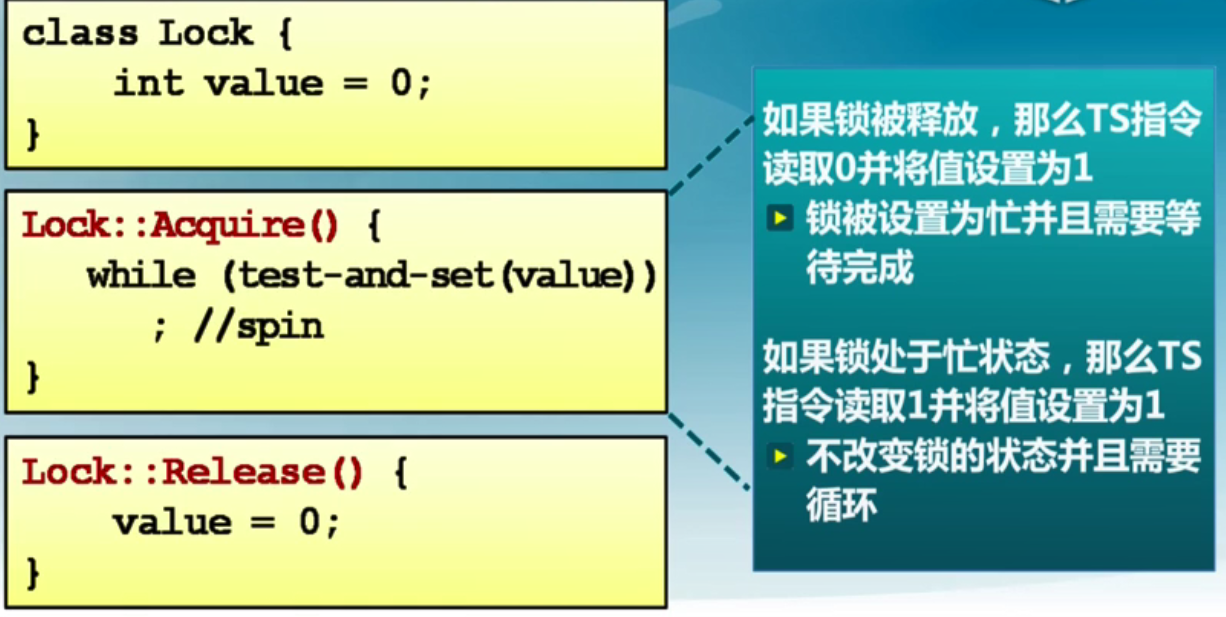 class Lock {
int value = 0;
}
Lock::Acquire() {
while (test-and-set(value))
; //spin
}
Lock::Release() {
value = 0;
}
如果锁被释放，那么TS指令
读取0并将值设置为1
锁被设置为忙并且需要等
待完成
如果锁处于忙状态，那么TS
指令读取1并将值设置为1
不改变锁的状态并且需要
循环